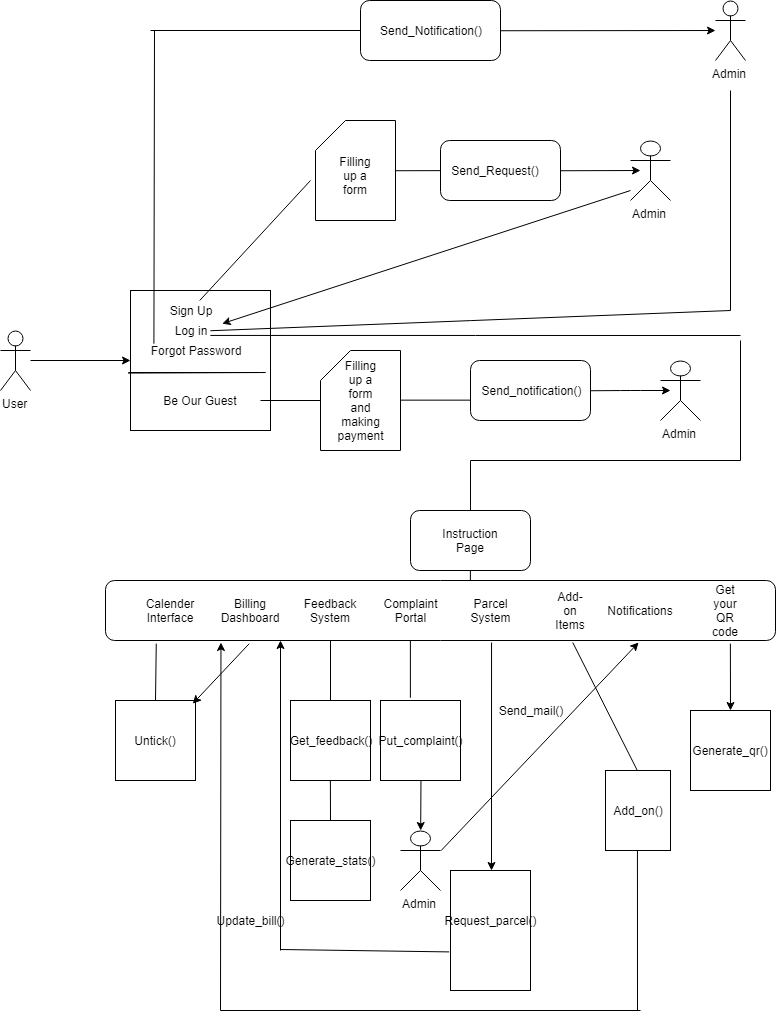 Send_Notification()
Admin
Filling
up a
form
Send_Request()
Admin
Sign Up
Log in
Forgot Password
User
Be Our Guest
Filling
up a
form
and
making
payment
Send_notification()
Admin
Instruction
Page
Calender
Interface
Billing
Dashboard
Feedback
System
Complaint
Portal
Parcel
System
Add-
on
Items
Notifications
Get
your
QR
code
Send_mail()
Untick()
Get_feedback()
Put_complaint()
Generate_qr()
Add_on()
Generate_stats()
Admin
Update_bill()
Request_parcel()